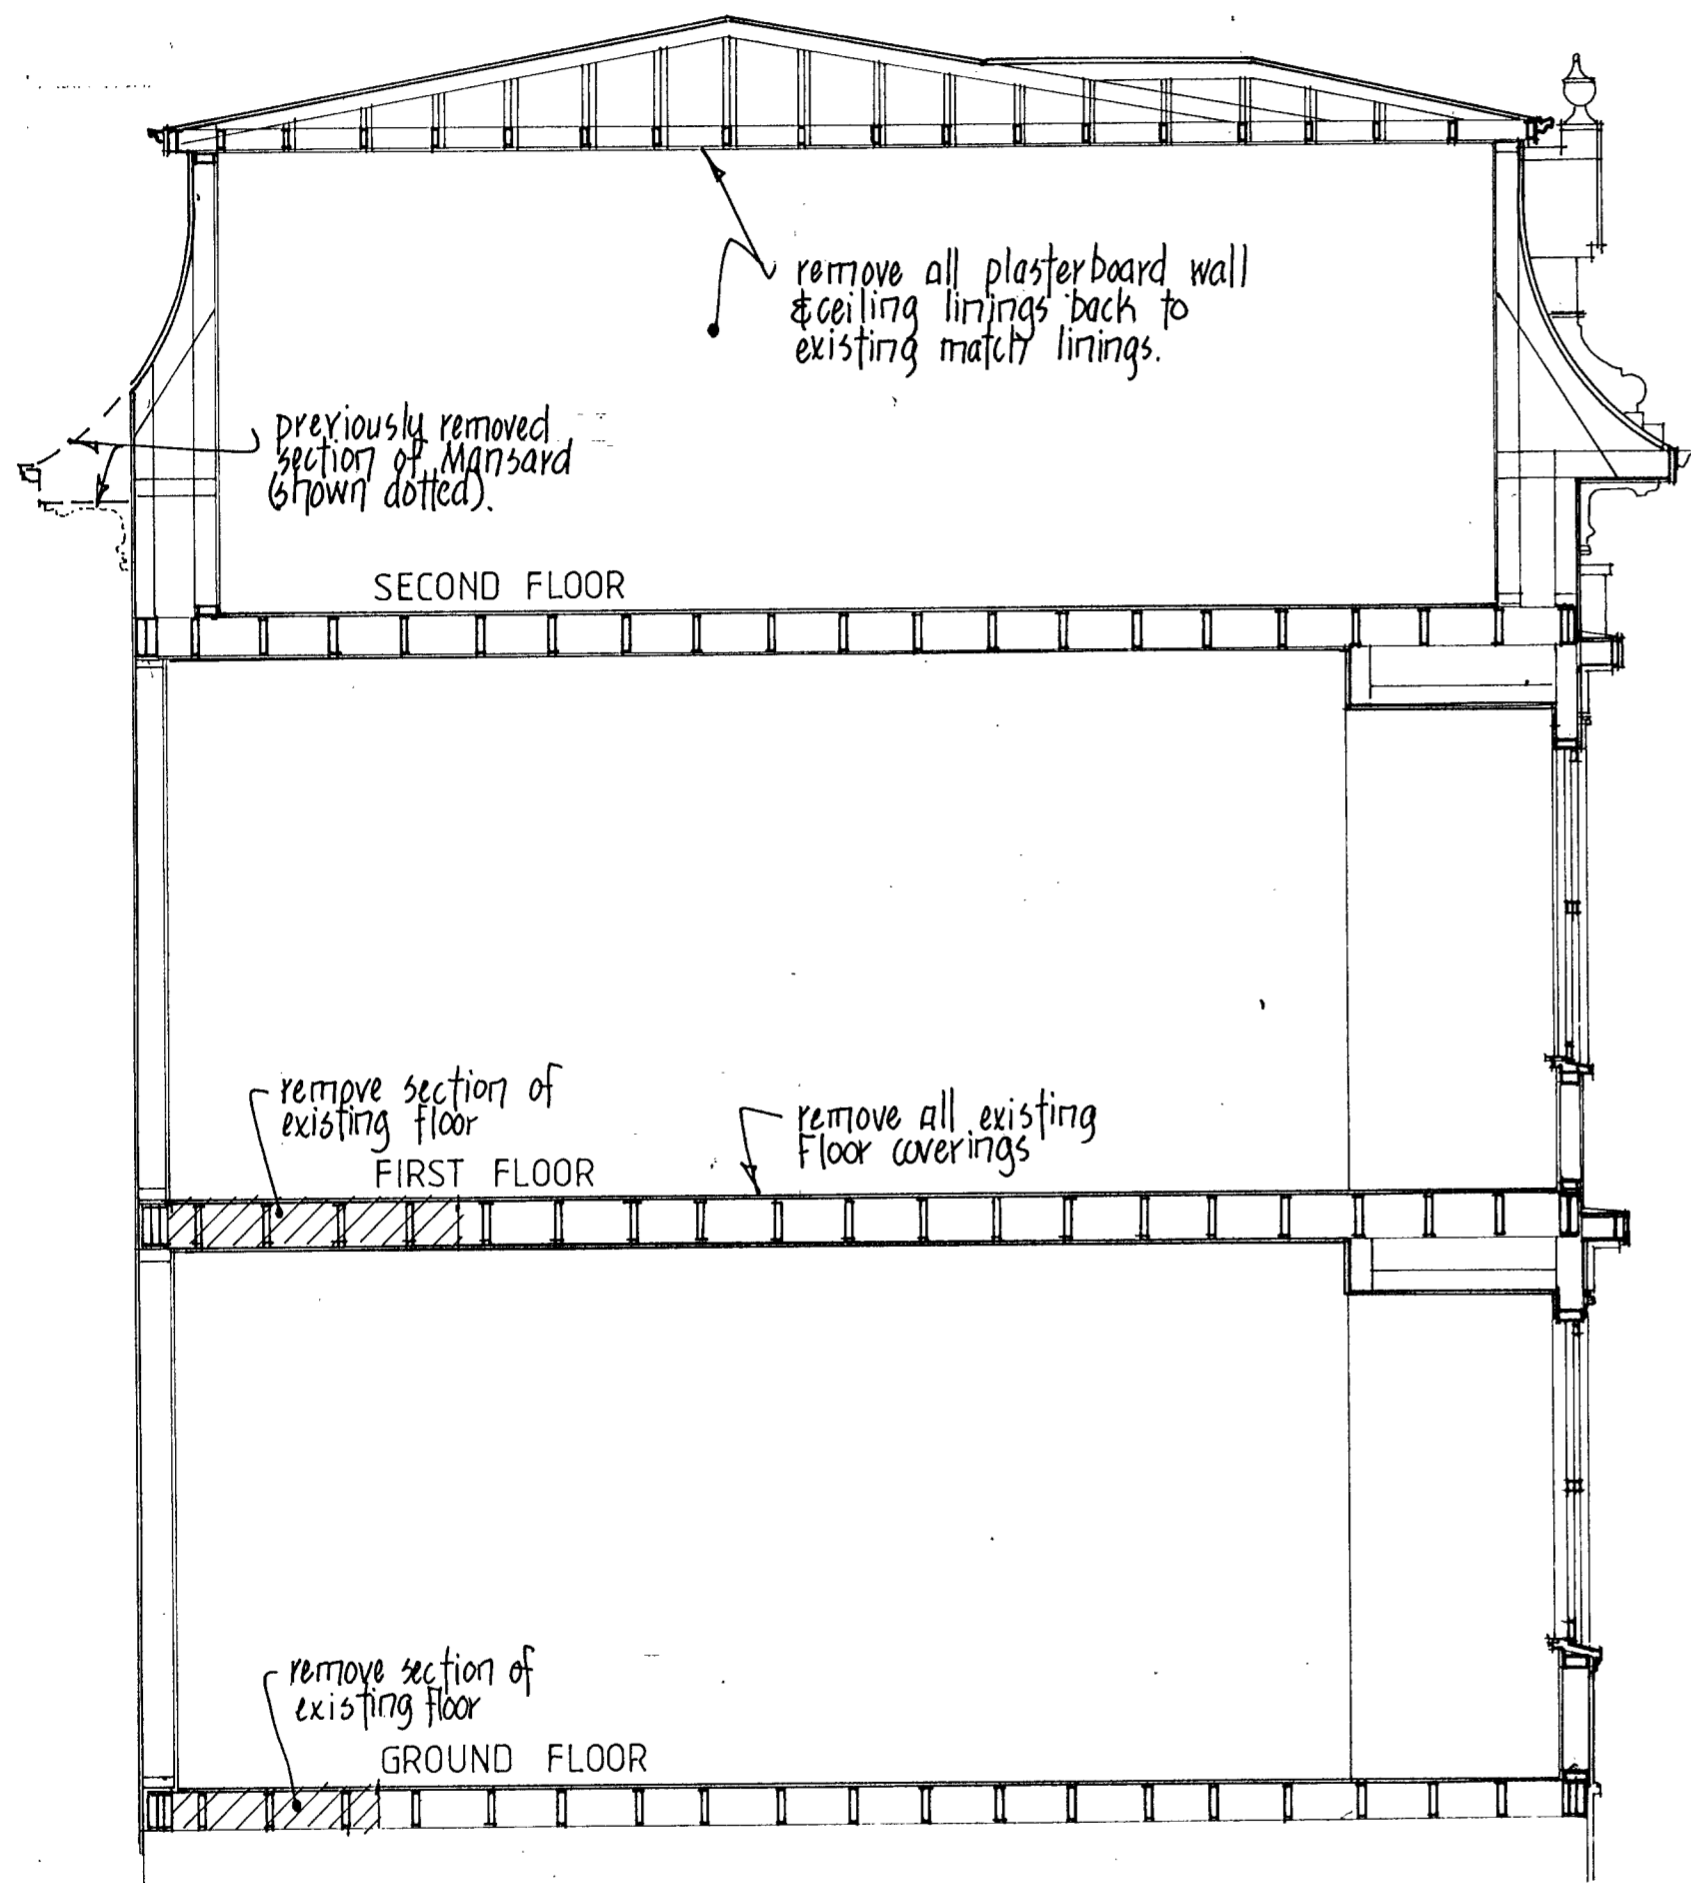 remove all plasterboard wall
& ceiling linings back to
existing match linings.
previously removed
section of Mansard
(shown dotted).
SECOND FLOOR
remove section of
existing floor
remove all existing
Floor coverings
FIRST FLOOR
remove section of
existing floor
GROUND FLOOR